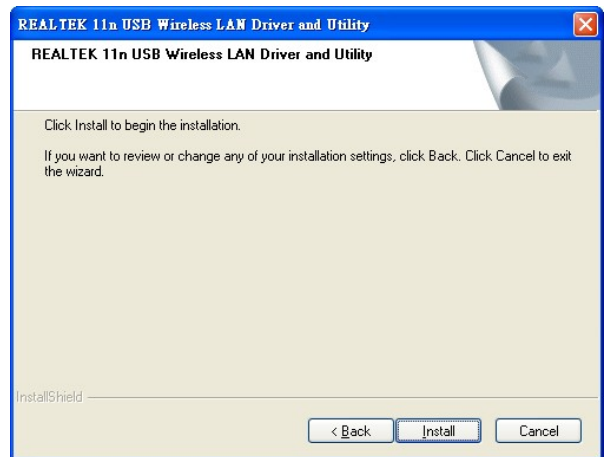 REALTEK 11n USB Wireless LAN Driver and Utility
REALTEK 11n USB Wireless LAN Driver and Utility
Click Install to begin the installation.
If you want to review or change any of your installation settings, click Back. Click Cancel to exit
the wizard.
InstallShield
< Back
Install
Cancel